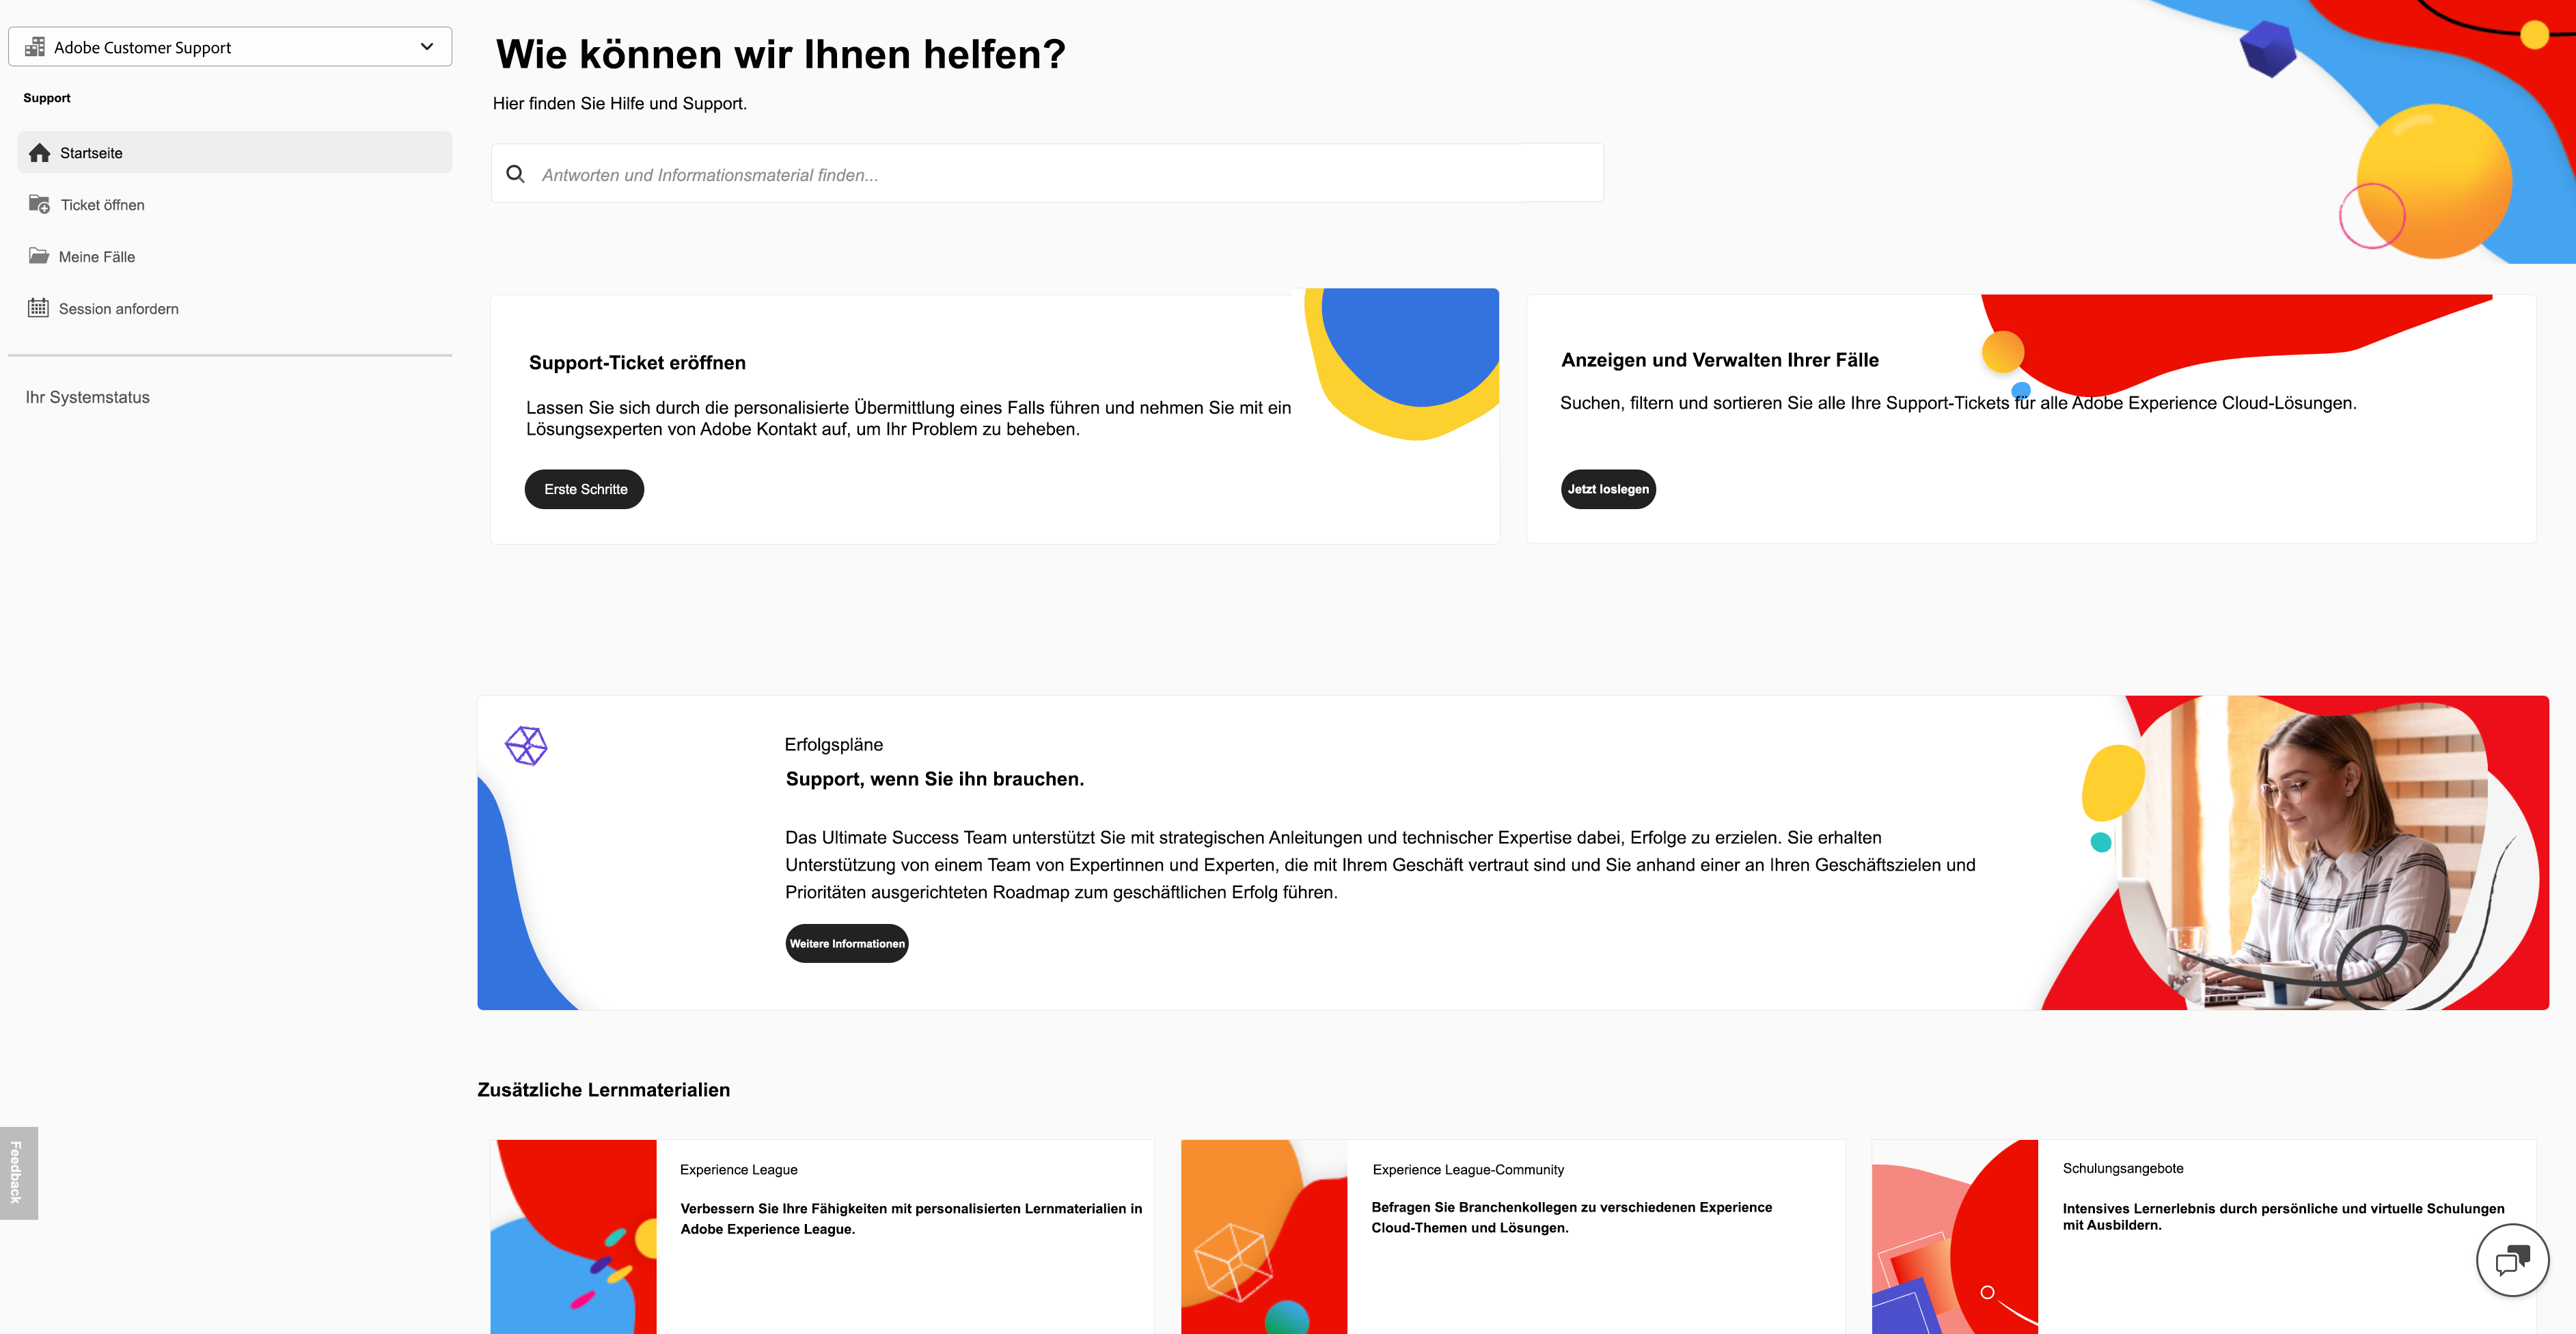 Adobe Customer Support
Support
Startseite
Ticket öffnen
Meine Fälle
Session anfordern
Ihr Systemstatus
Wie können wir Ihnen helfen?
Hier finden Sie Hilfe und Support.
Antworten und Informationsmaterial finden...
Support-Ticket eröffnen
Lassen Sie sich durch die personalisierte Übermittlung eines Falls führen und nehmen Sie mit ein
Lösungsexperten von Adobe Kontakt auf, um Ihr Problem zu beheben.
Erste Schritte
Anzeigen und Verwalten Ihrer Fälle
Suchen, filtern und sortieren Sie alle Ihre Support-Tickets für alle Adobe Experience Cloud-Lösungen.
Jetzt loslegen
Erfolgspläne
Support, wenn Sie ihn brauchen.
Das Ultimate Success Team unterstützt Sie mit strategischen Anleitungen und technischer Expertise dabei, Erfolge zu erzielen. Sie erhalten
Unterstützung von einem Team von Expertinnen und Experten, die mit Ihrem Geschäft vertraut sind und Sie anhand einer an Ihren Geschäftszielen und
Prioritäten ausgerichteten Roadmap zum geschäftlichen Erfolg führen.
Weitere Informationen
Zusätzliche Lernmaterialien
Feedback
Experience League
Verbessern Sie Ihre Fähigkeiten mit personalisierten Lernmaterialien in
Adobe Experience League.
Experience League-Community
Befragen Sie Branchenkollegen zu verschiedenen Experience
Cloud-Themen und Lösungen.
Schulungsangebote
Intensives Lernerlebnis durch persönliche und virtuelle Schulungen
mit Ausbildern.